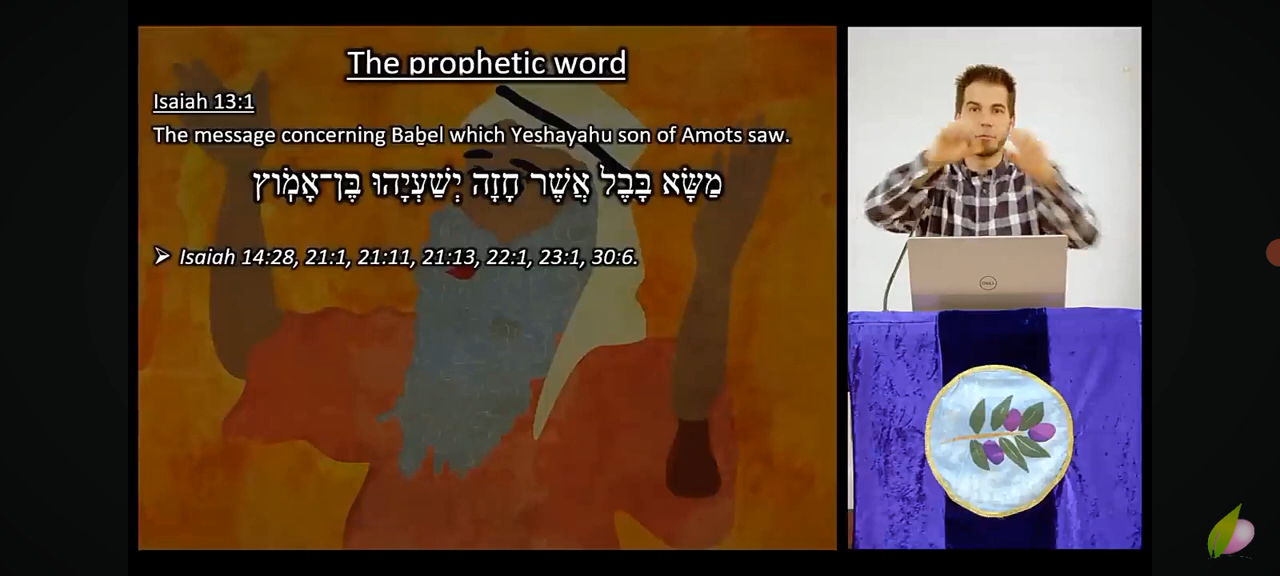 The prophetic word
Isaiah 13:1
The message concerning Baḇel which Yeshayahu son of Amots saw.
מַשָּׂא בָּבֶל אֲשֶׁר חָזָה יְשַׁעְיָהוּ בֶּן־אָמֽוֹץ
➢ Isaiah 14:28, 21:1, 21:11, 21:13, 22:1, 23:1, 30:6.
DELL